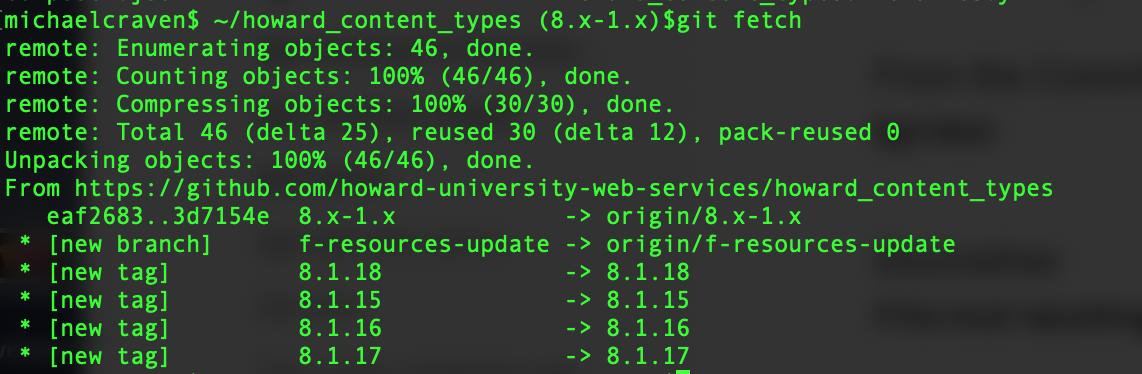 [michaelcraven$ ~/howard_content_types (8.x-1.x)$git fetch
remote: Enumerating objects: 46, done.
remote: Counting objects: 100% (46/46), done.
remote: Compressing objects: 100% (30/30), done.
remote: Total 46 (delta 25), reused 30 (delta 12), pack-reused 0
Unpacking objects: 100% (46/46), done.
From https://github.com/howard-university-web-services/howard_content_types
   eaf2683..3d7154e  8.x-1.x            -> origin/8.x-1.x
 * [new branch]      f-resources-update -> origin/f-resources-update
 * [new tag]         8.1.18             -> 8.1.18
 * [new tag]         8.1.15             -> 8.1.15
 * [new tag]         8.1.16             -> 8.1.16
 * [new tag]         8.1.17             -> 8.1.17